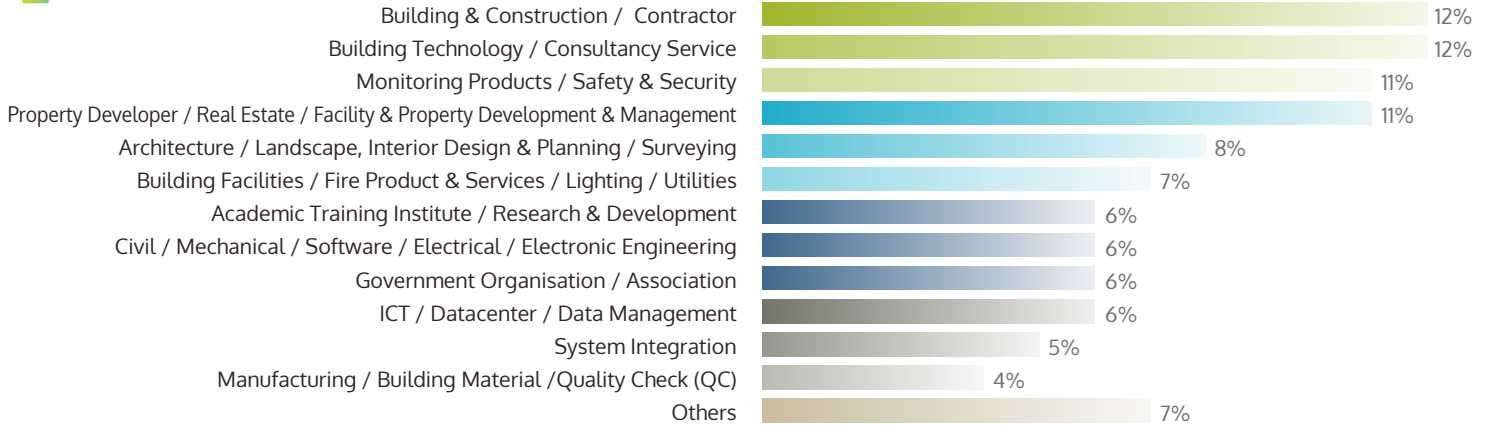 Building & Construction / Contractor 12%
Building Technology / Consultancy Service 12%
Monitoring Products / Safety & Security 11%
Property Developer / Real Estate / Facility & Property Development & Management 11%
Architecture / Landscape, Interior Design & Planning / Surveying 8%
Building Facilities / Fire Product & Services / Lighting / Utilities 7%
Academic Training Institute / Research & Development 6%
Civil / Mechanical / Software / Electrical / Electronic Engineering 6%
Government Organisation / Association 6%
ICT / Datacenter / Data Management 6%
System Integration 5%
Manufacturing / Building Material /Quality Check (QC) 4%
Others 7%